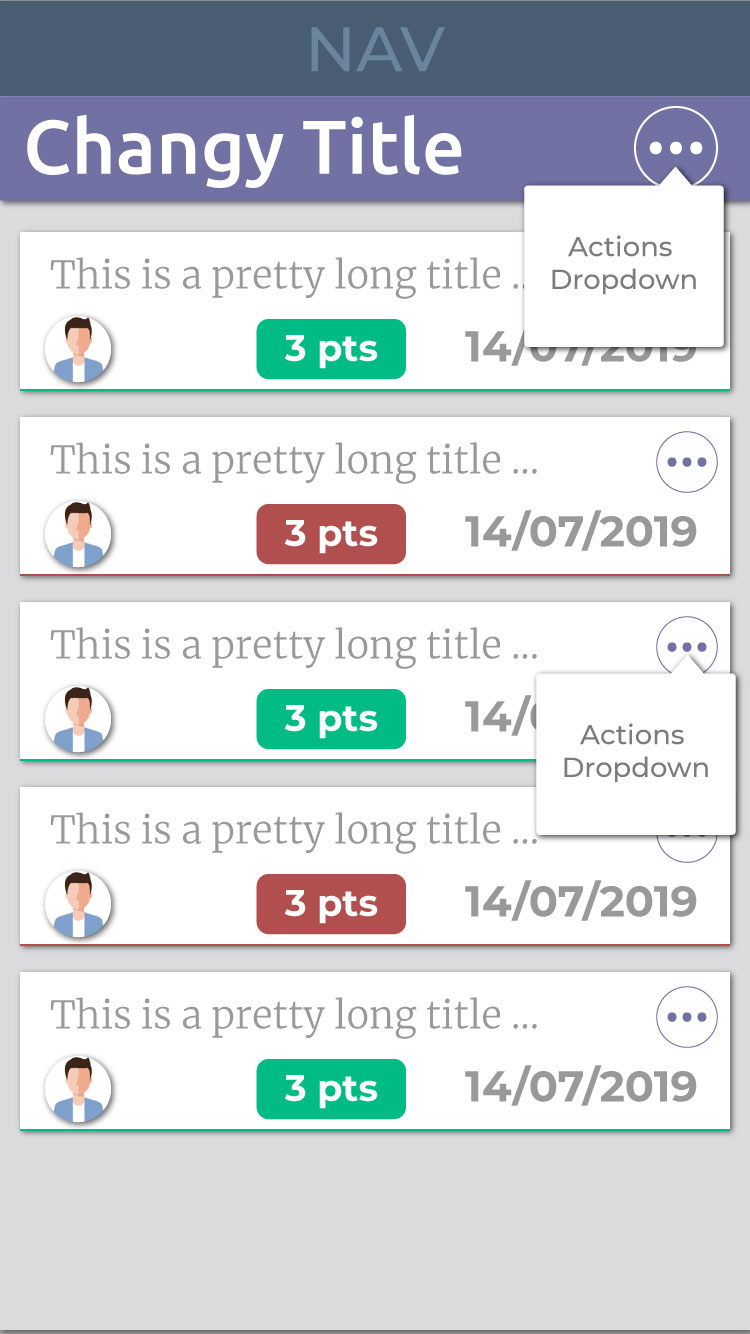 NAV
Changy Title
Actions
Dropdown
This is a pretty long title ..
3 pts
14/07/2019
This is a pretty long title ...
3 pts
14/07/2019
This is a pretty long title ...
3 pts
14/
Actions
Dropdown
This is a pretty long title ...
3 pts
14/07/2019
This is a pretty long title ...
3 pts
14/07/2019